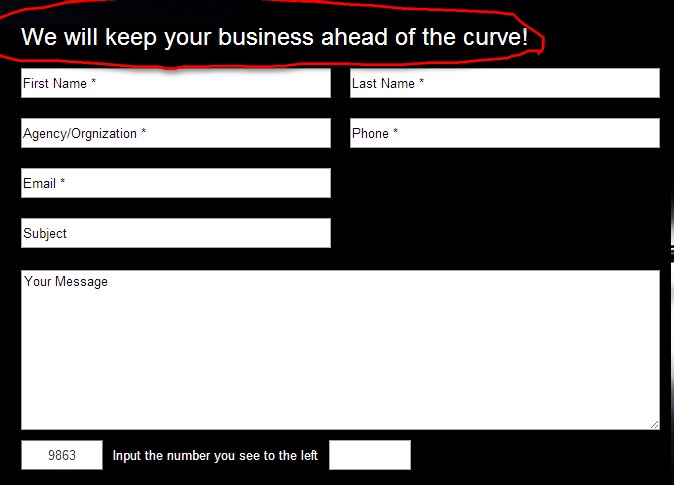 We will keep your business ahead of the curve!
First Name * Last Name *
Agency/Orgnization * Phone *
Email *
Subject
Your Message
9863 Input the number you see to the left